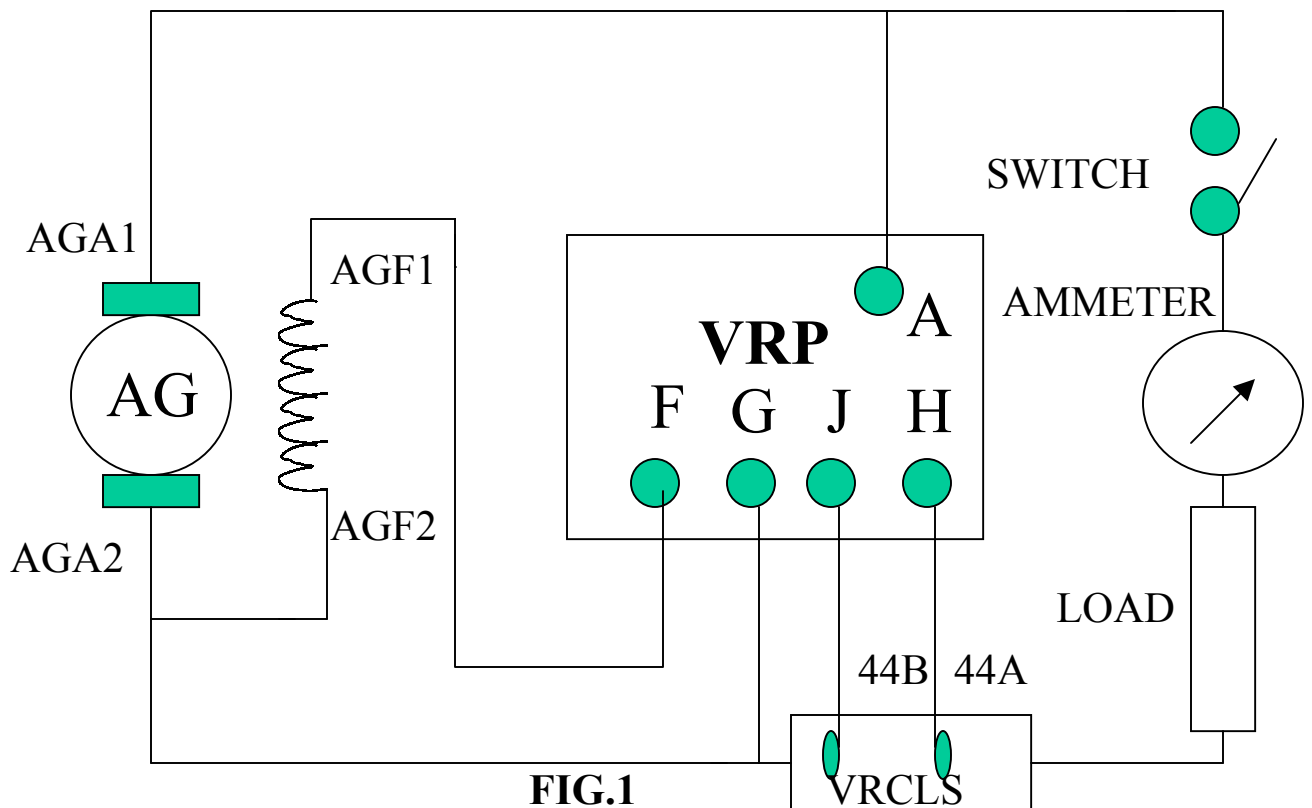 SWITCH
AGA1
AGF1
AMMETER
A
VRP
AG
F G J H
AGF2
AGA2
LOAD
44B 44A
VRCLS
FIG.1